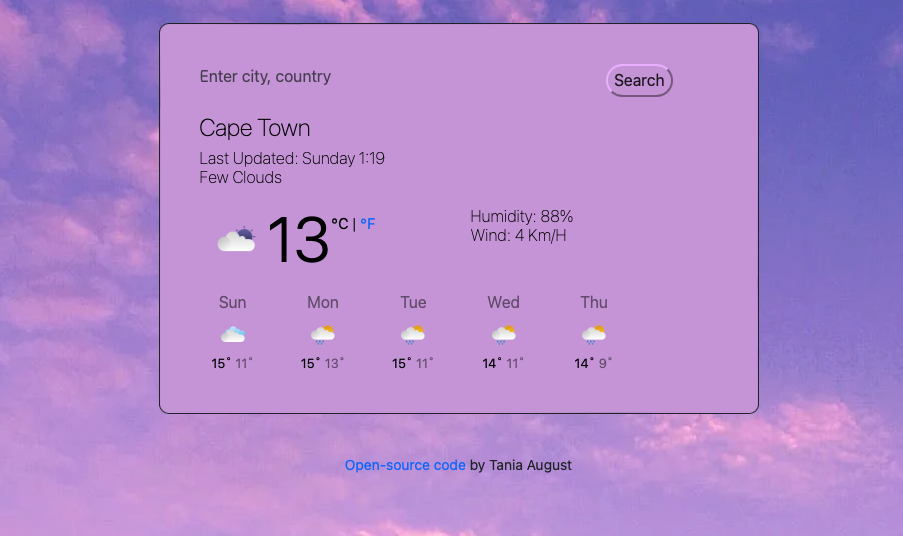 Enter city, country
Search
Cape Town
Last Updated: Sunday 1:19
Few Clouds
13 °C | °F
Humidity: 88%
Wind: 4 Km/H
Sun Mon Tue Wed Thu
15° 11° 15° 13° 15° 11° 14° 11° 14° 9°
Open-source code by Tania August